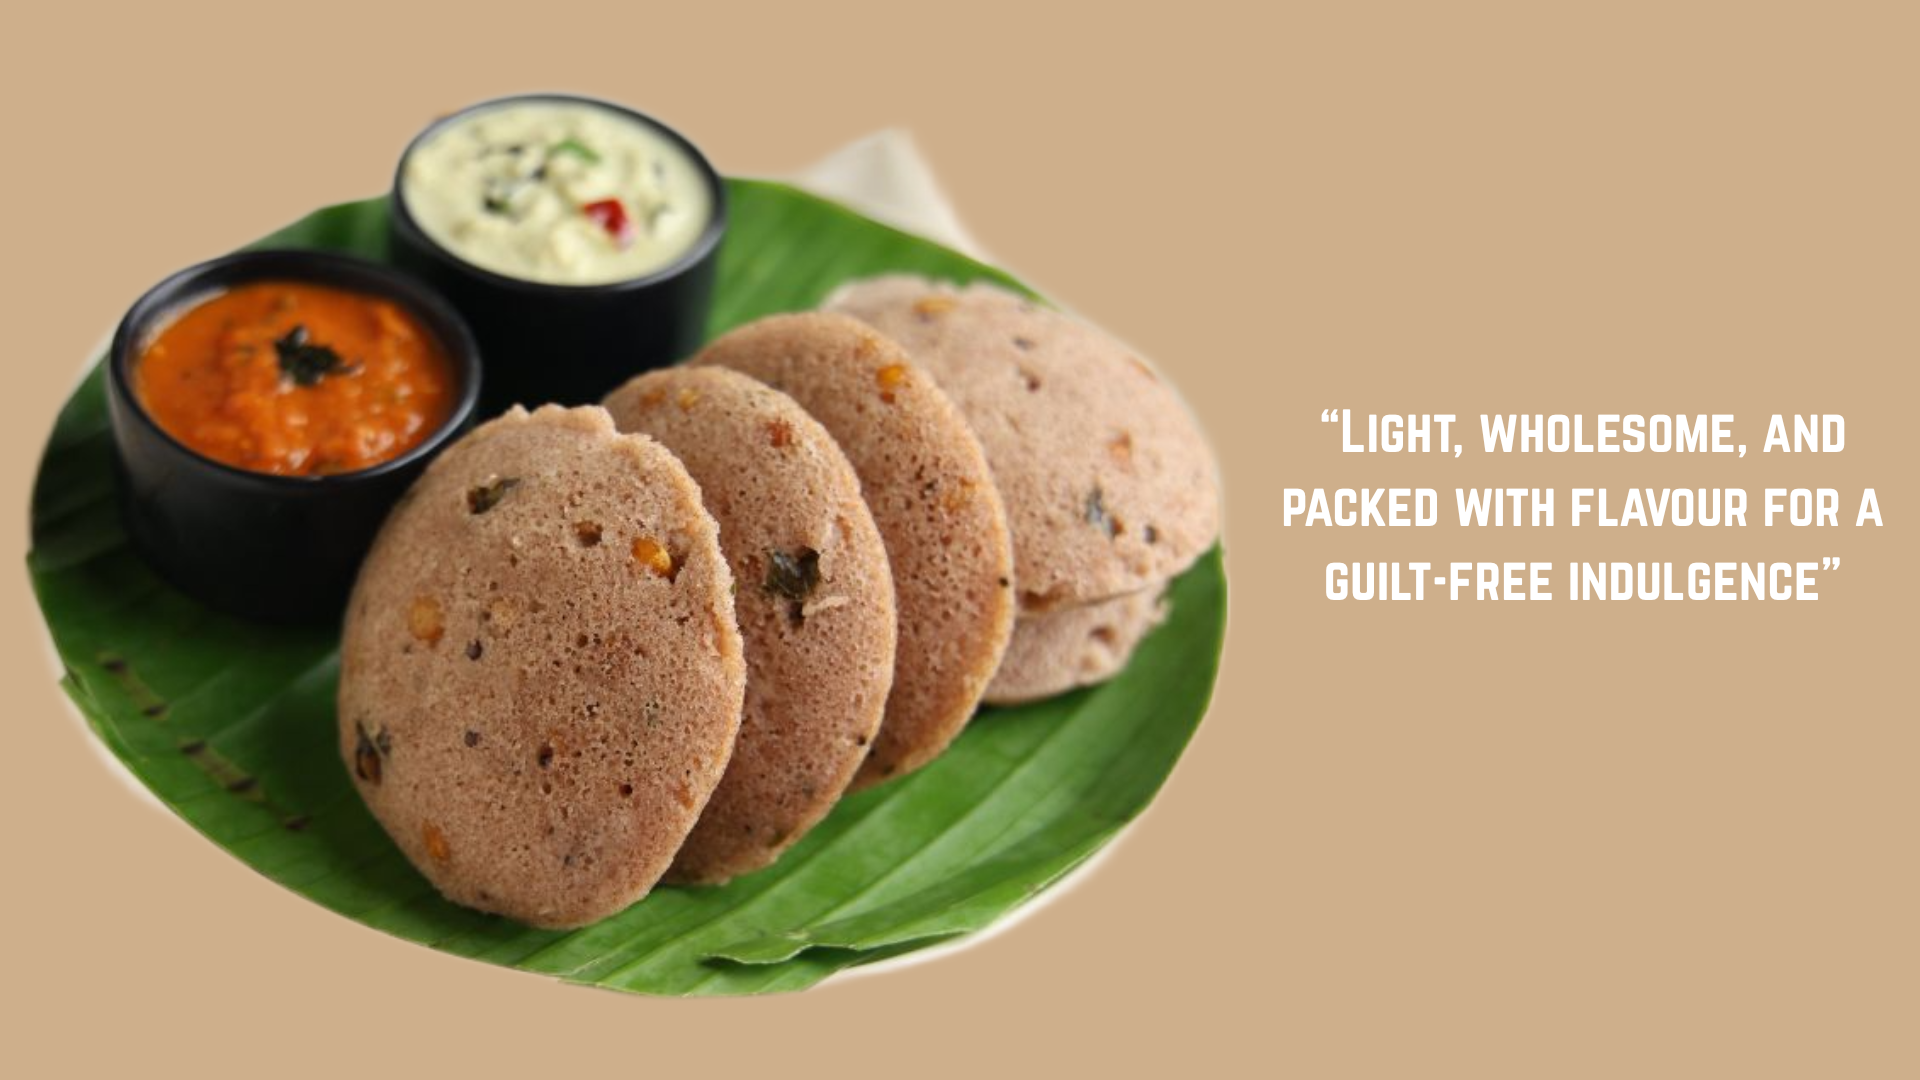 “Light, wholesome, and
packed with flavour for a
guilt-free indulgence”